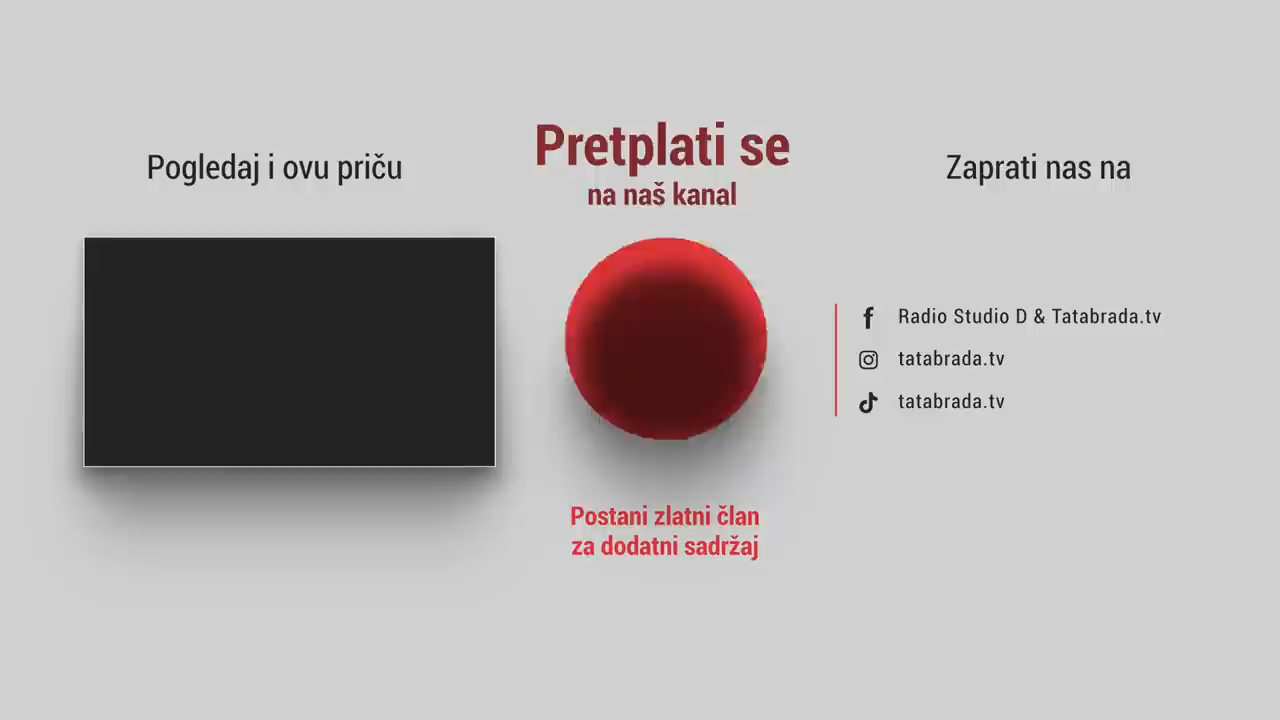 Pogledaj i ovu priču
Pretplati se
na naš kanal
Postani zlatni član
za dodatni sadržaj
Zaprati nas na
Radio Studio D & Tatabrada.tv
tatabrada.tv
tatabrada.tv